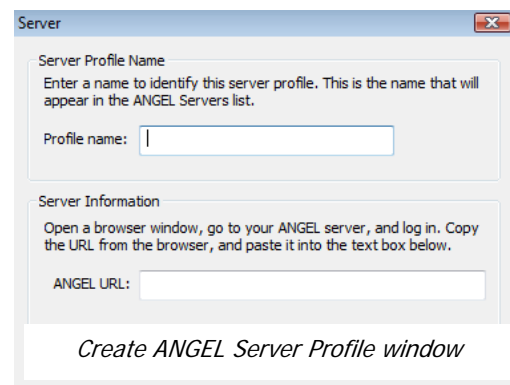 Server
Server Profile Name
Enter a name to identify this server profile. This is the name that will
appear in the ANGEL Servers list.
Profile name:
Server Information
Open a browser window, go to your ANGEL server, and log in. Copy
the URL from the browser, and paste it into the text box below.
ANGEL URL:
Create ANGEL Server Profile window